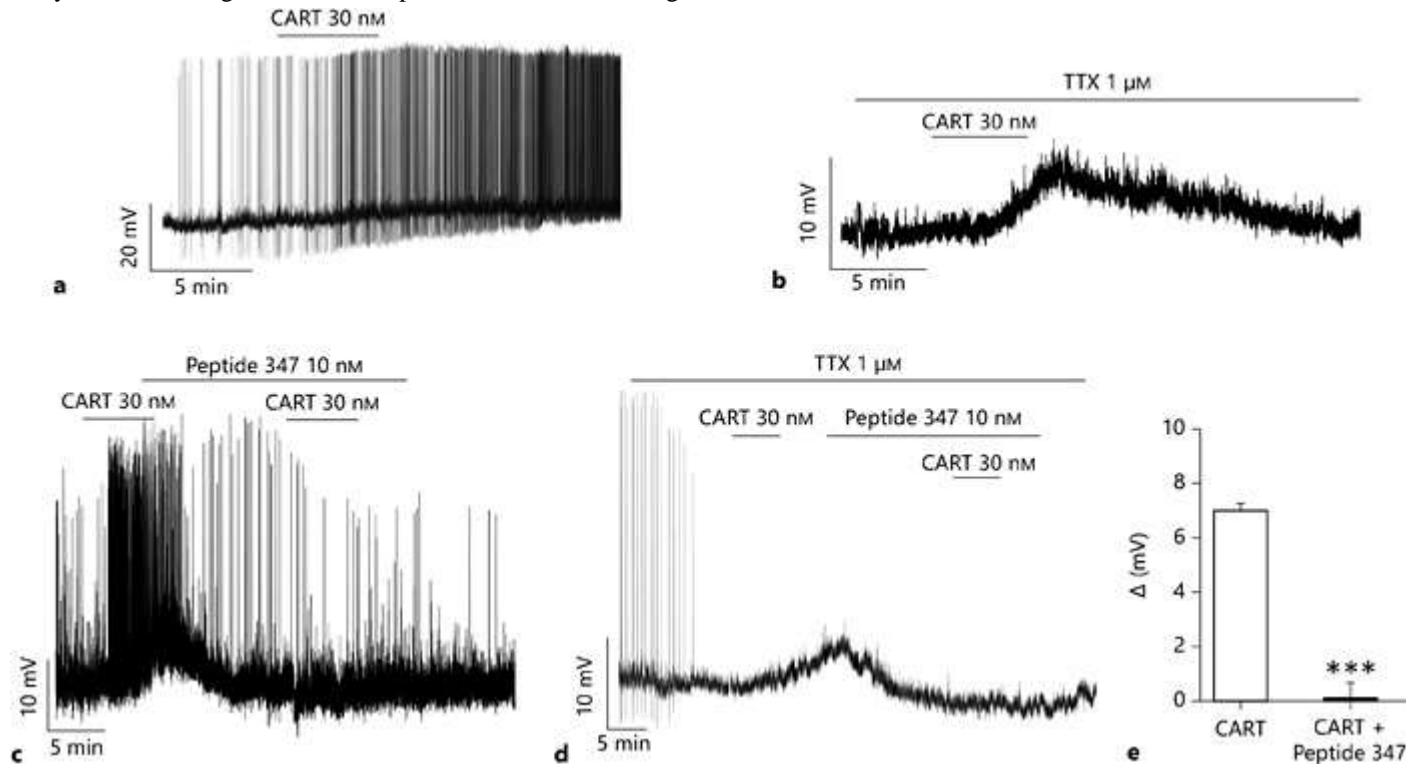 CART 30 nM
20 mV
5 min
a
TTX 1 μM
CART 30 nM
10 mV
5 min
b
Peptide 347 10 nM
CART 30 nM
CART 30 nM
10 mV
5 min
c
TTX 1 μM
CART 30 nM
Peptide 347 10 nM
CART 30 nM
10 mV
5 min
d
10
8
6
4
2
0
Δ (mV)
***
CART
CART +
Peptide 347
e